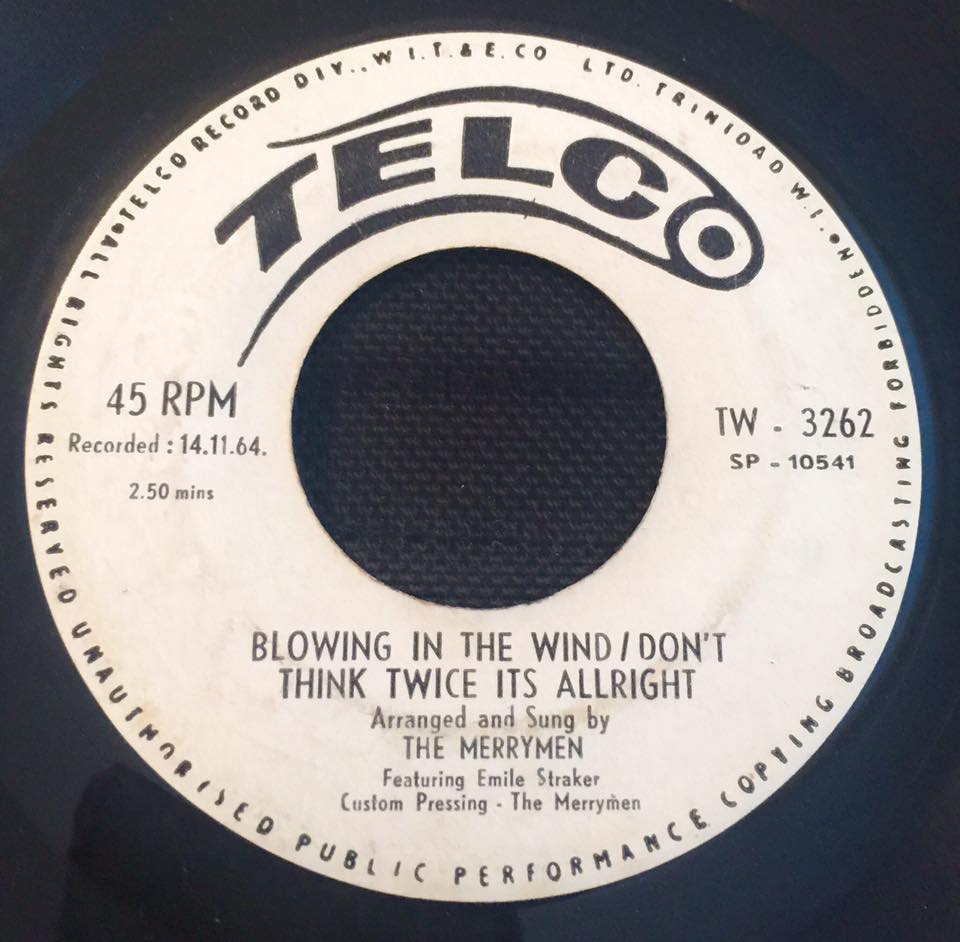 •TELCO RECORD DIV., W I.T. & E. CO LTD. TRINIDAD W.I.•
ALL RIGHTS RESERVED UNAUTHORISED PUBLIC PERFORMANCE COPYING BROADCASTING FORBIDDEN
TELCO
45 RPM
Recorded : 14.11.64.
2.50 mins
TW - 3262
SP - 10541
BLOWING IN THE WIND / DON'T
THINK TWICE ITS ALLRIGHT
Arranged and Sung by
THE MERRYMEN
Featuring Emile Straker
Custom Pressing - The Merrymen